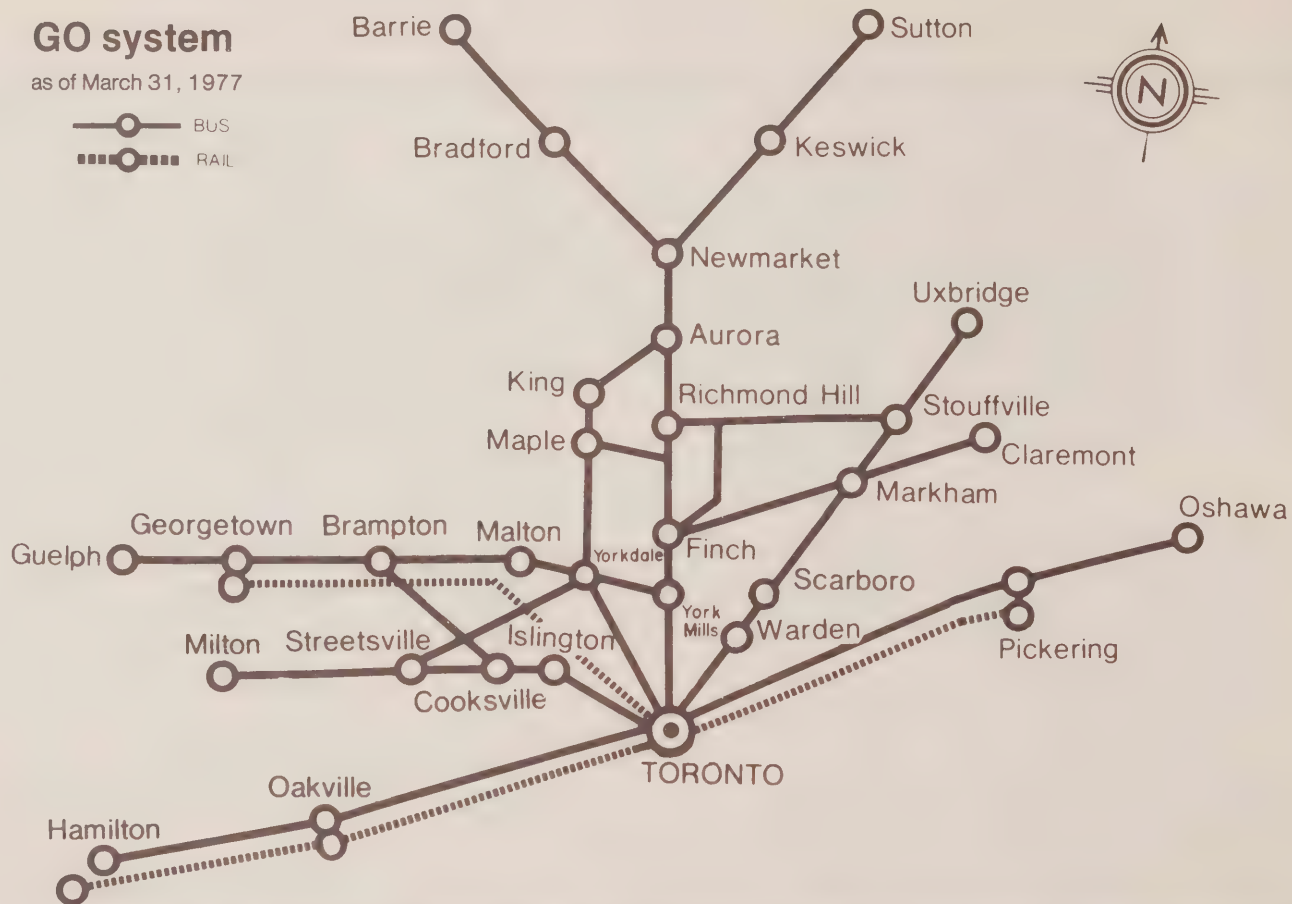 GO system
as of March 31, 1977
BUS
RAIL
Barrie
Sutton
N
Bradford
Keswick
Newmarket
Uxbridge
Aurora
King
Richmond Hill
Stouffville
Maple
Claremont
Markham
Oshawa
Georgetown
Brampton
Malton
Guelph
Yorkdale
Finch
Scarboro
York
Mills
Warden
Milton
Streetsville
Islington
Pickering
Cooksville
TORONTO
Oakville
Hamilton